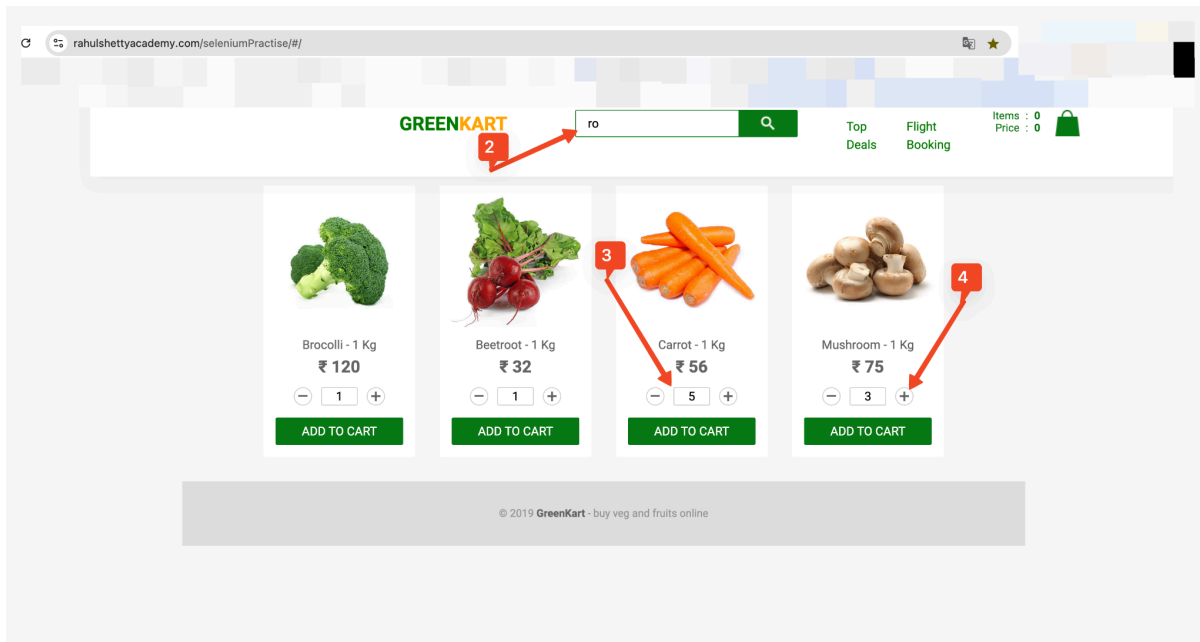 rahulshettyacademy.com/seleniumPractise/#/
GREENKART
ro
Top Deals
Flight Booking
Items : 0
Price : 0
2
3
4
Brocolli - 1 Kg
₹ 120
1
ADD TO CART
Beetroot - 1 Kg
₹ 32
1
ADD TO CART
Carrot - 1 Kg
₹ 56
5
ADD TO CART
Mushroom - 1 Kg
₹ 75
3
ADD TO CART
© 2019 GreenKart - buy veg and fruits online